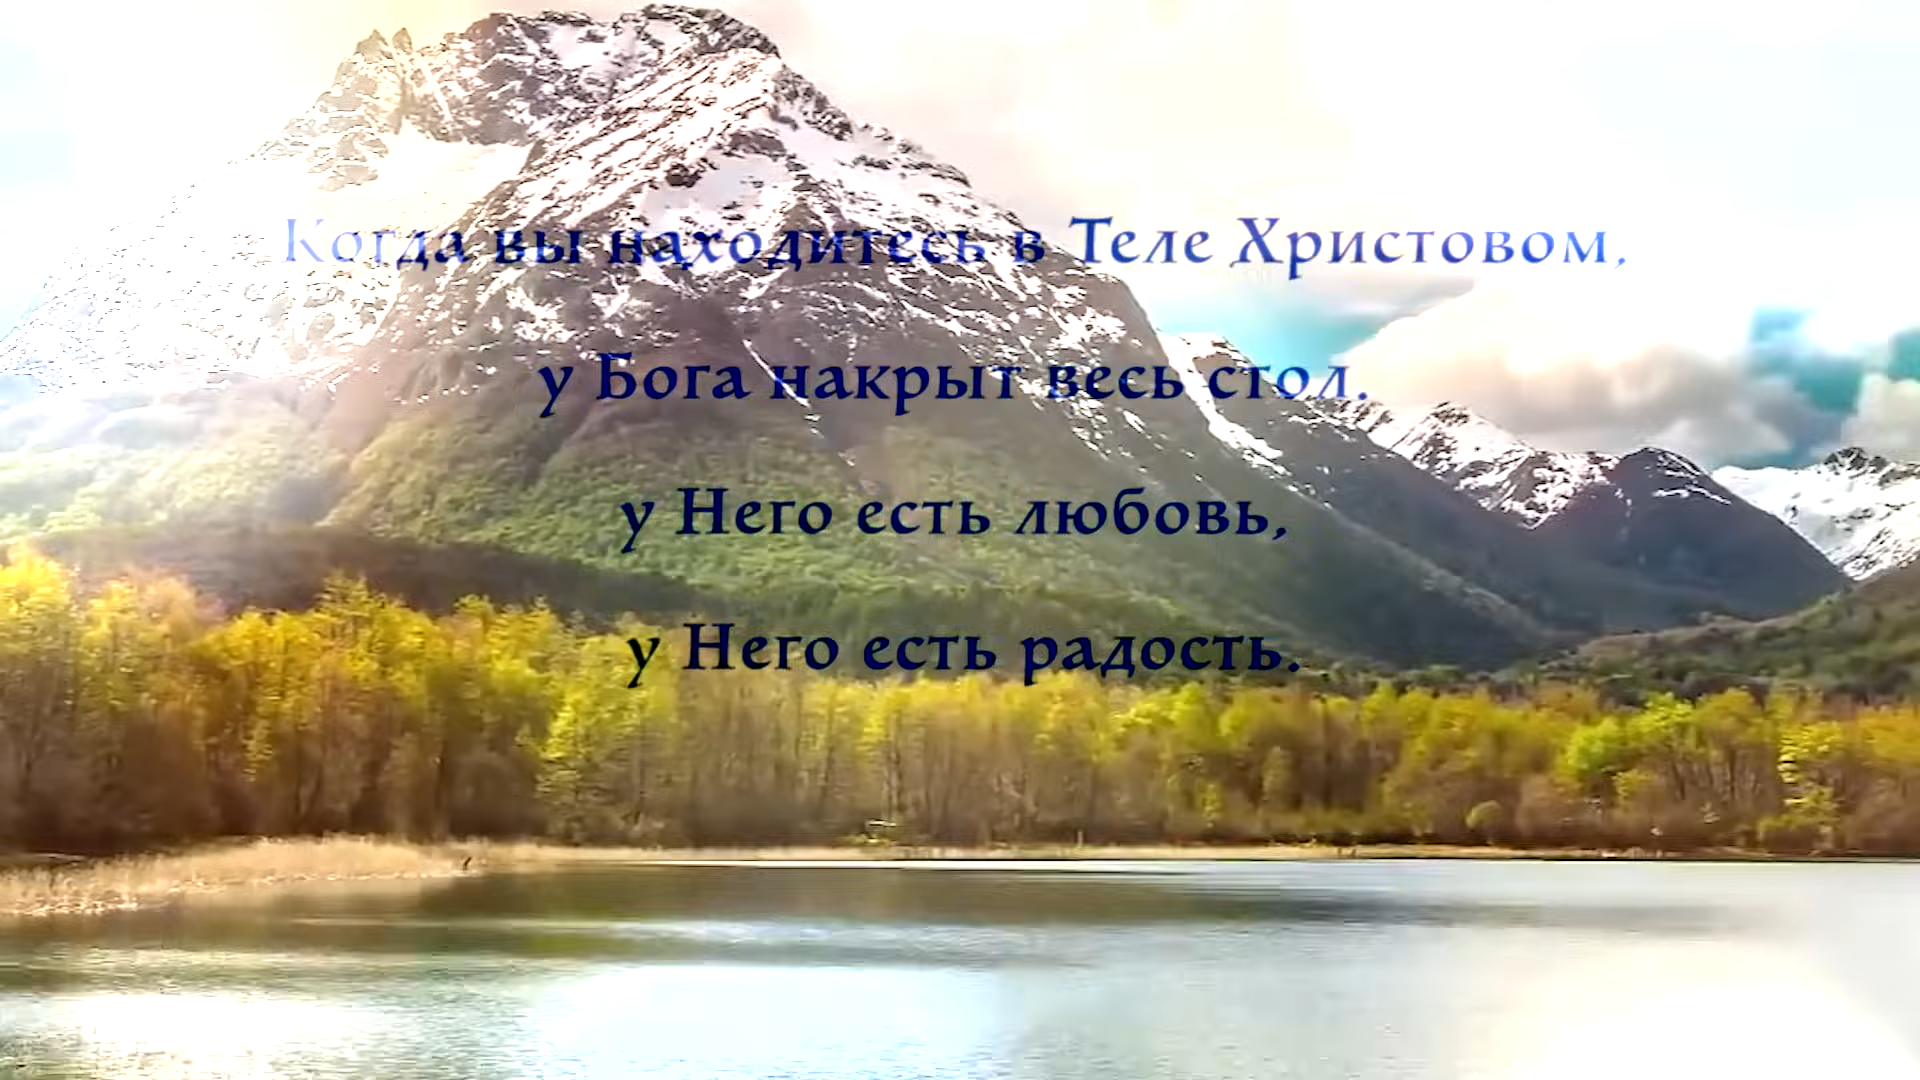 Когда вы находитесь в Теле Христовом,
у Бога накрыт весь стол.
у Него есть любовь,
у Него есть радость.